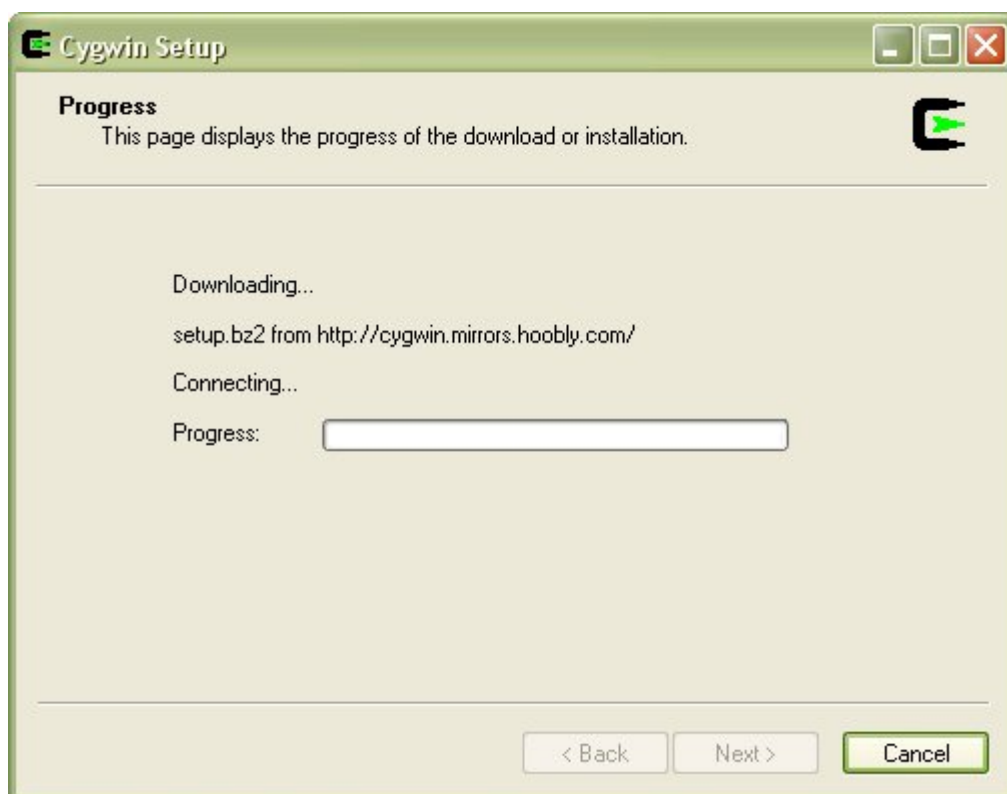 Cygwin Setup
Progress
This page displays the progress of the download or installation.
Downloading...
setup.bz2 from http://cygwin.mirrors.hoobly.com/
Connecting...
Progress:
< Back
Next >
Cancel